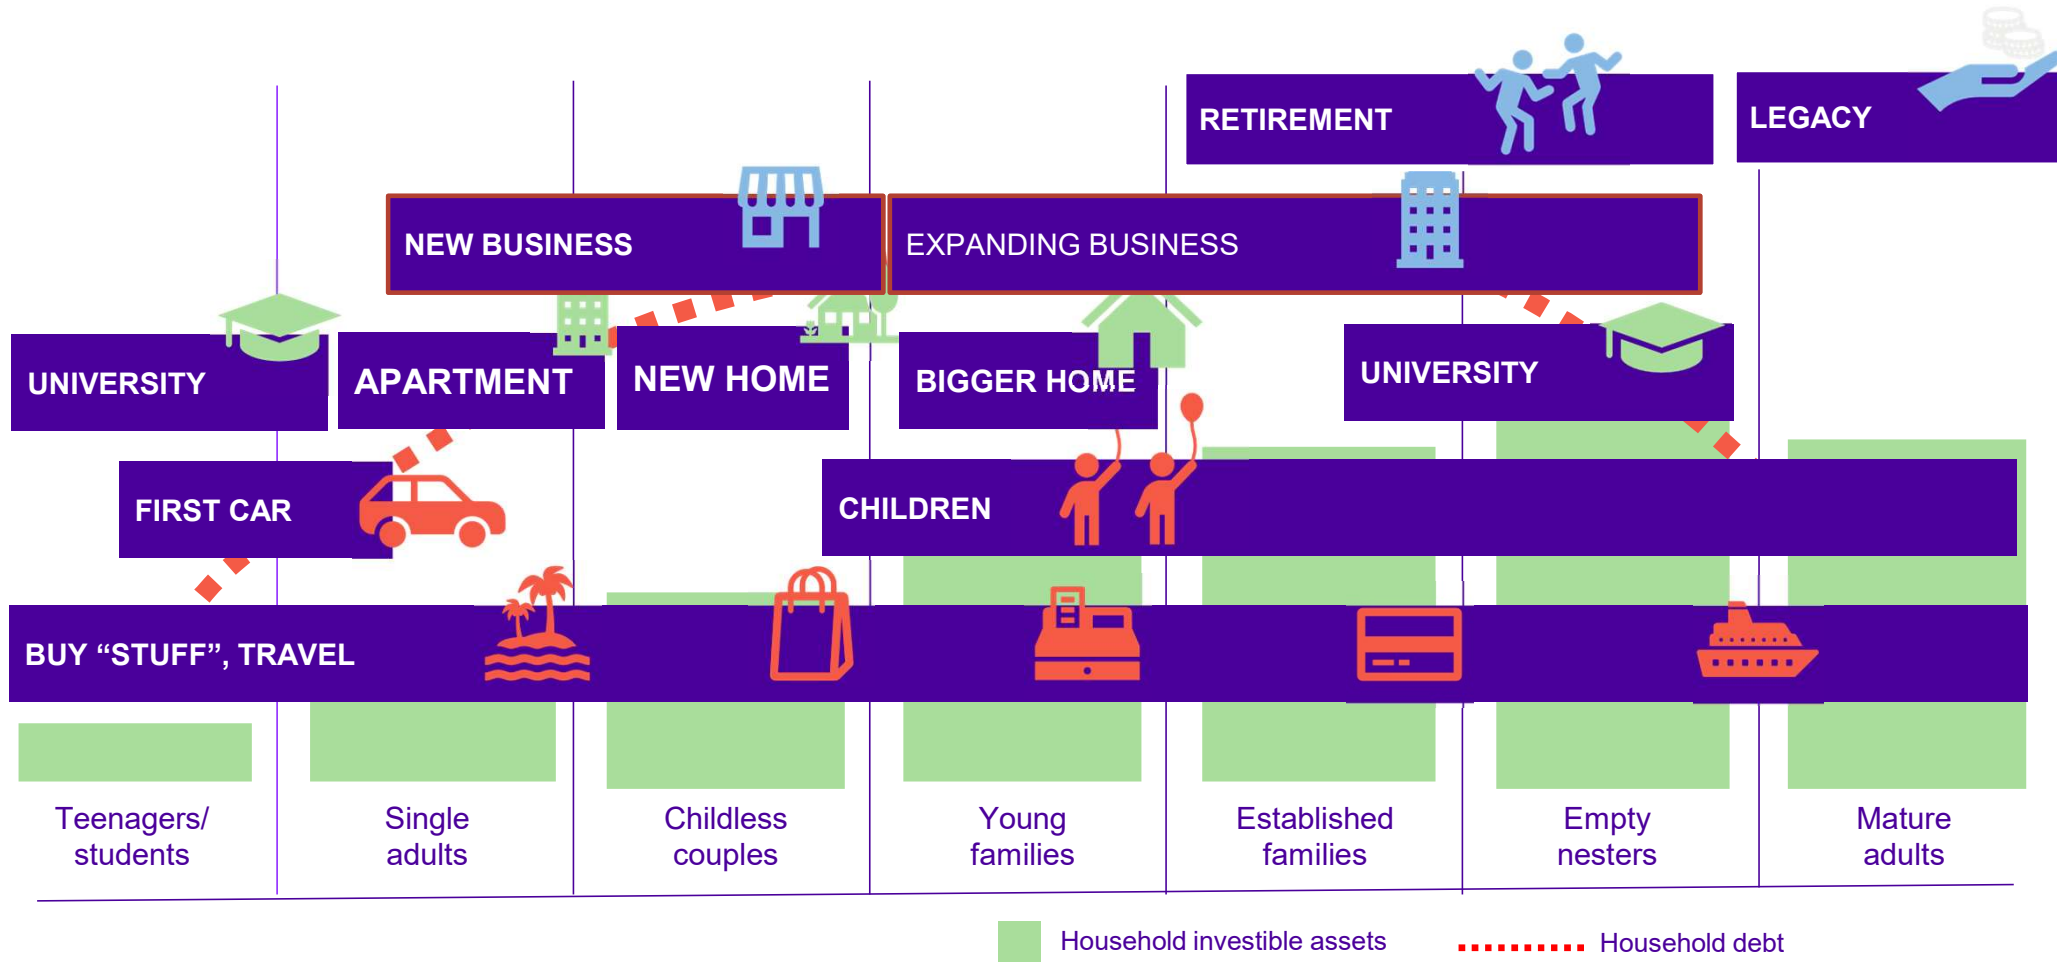 RETIREMENT
LEGACY
NEW BUSINESS
EXPANDING BUSINESS
UNIVERSITY
APARTMENT
NEW HOME
BIGGER HOME
UNIVERSITY
FIRST CAR
CHILDREN
BUY “STUFF”, TRAVEL
Teenagers/
students
Single
adults
Childless
couples
Young
families
Established
families
Empty
nesters
Mature
adults
Household investible assets
Household debt